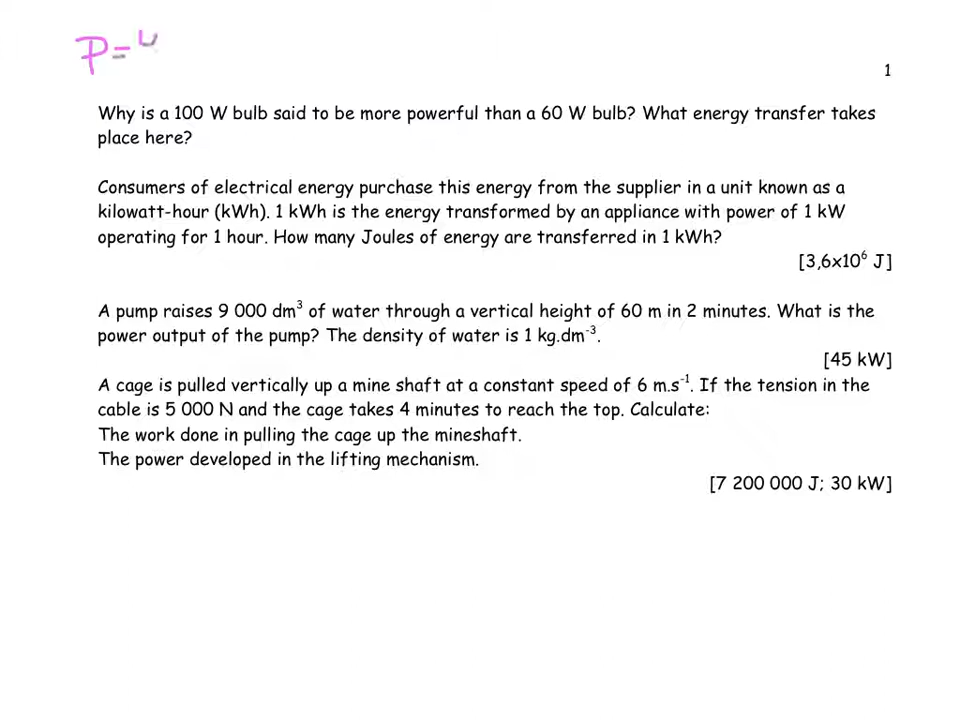 P=
1
Why is a 100 W bulb said to be more powerful than a 60 W bulb? What energy transfer takes
place here?
Consumers of electrical energy purchase this energy from the supplier in a unit known as a
kilowatt-hour (kWh). 1 kWh is the energy transformed by an appliance with power of 1 kW
operating for 1 hour. How many Joules of energy are transferred in 1 kWh?
[3,6x10⁶ J]
A pump raises 9 000 dm³ of water through a vertical height of 60 m in 2 minutes. What is the
power output of the pump? The density of water is 1 kg.dm⁻³.
[45 kW]
A cage is pulled vertically up a mine shaft at a constant speed of 6 m.s⁻¹. If the tension in the
cable is 5 000 N and the cage takes 4 minutes to reach the top. Calculate:
The work done in pulling the cage up the mineshaft.
The power developed in the lifting mechanism.
[7 200 000 J; 30 kW]